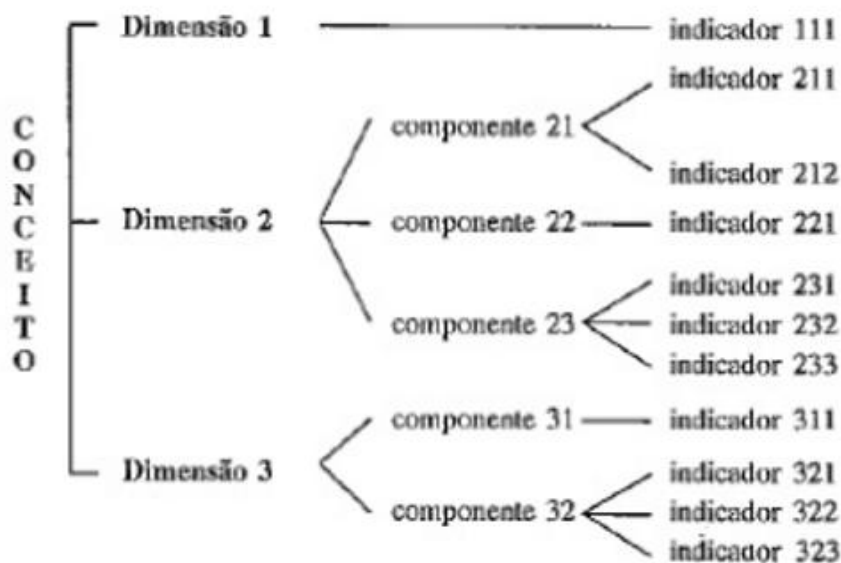 CONCEITO
Dimensão 1
indicador 111
componente 21
indicador 211
indicador 212
Dimensão 2
componente 22
indicador 221
componente 23
indicador 231
indicador 232
indicador 233
Dimensão 3
componente 31
indicador 311
componente 32
indicador 321
indicador 322
indicador 323